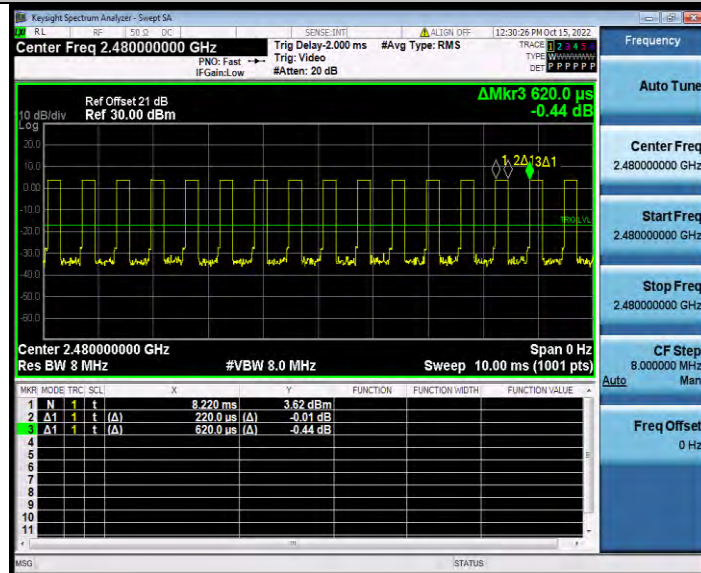 Keysight Spectrum Analyzer - Swept SA
RL RF 50 Ω DC SENSE:INT ALIGN OFF 12:30:26 PM Oct 15, 2022
Center Freq 2.480000000 GHz
PNO: Fast
IFGain:Low
Trig Delay-2.000 ms
Trig: Video
#Atten: 20 dB
#Avg Type: RMS
TRACE 1 2 3 4 5 6
TYPE WWWWWW
DET P P P P P P
ΔMkr3 620.0 µs
-0.44 dB
Ref Offset 21 dB
10 dB/div Ref 30.00 dBm
Log
20.0
10.0
0.00
-10.0
-20.0
-30.0
-40.0
-50.0
-60.0
1 2Δ1 3Δ1
TRIG LVL
Center 2.480000000 GHz Span 0 Hz
Res BW 8 MHz #VBW 8.0 MHz Sweep 10.00 ms (1001 pts)
MKR MODE TRC SCL X Y FUNCTION FUNCTION WIDTH FUNCTION VALUE
1 N 1 t 8.220 ms 3.62 dBm
2 Δ1 1 t (Δ) 220.0 µs (Δ) -0.01 dB
3 Δ1 1 t (Δ) 620.0 µs (Δ) -0.44 dB
4
5
6
7
8
9
10
11
MSG STATUS
Frequency
Auto Tune
Center Freq
2.480000000 GHz
Start Freq
2.480000000 GHz
Stop Freq
2.480000000 GHz
CF Step
8.000000 MHz
Auto Man
Freq Offset
0 Hz